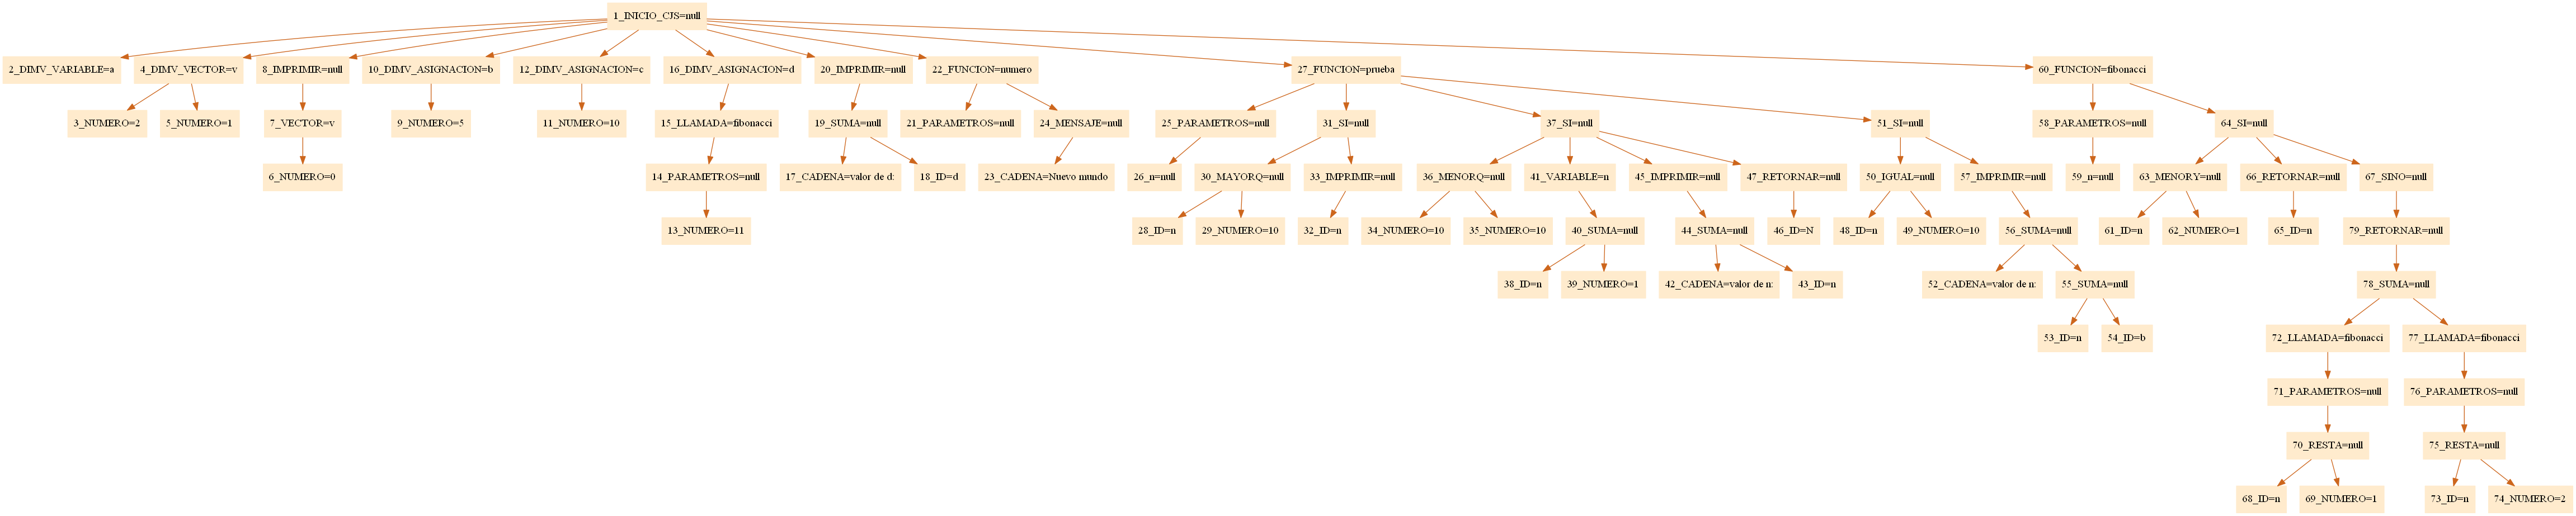 1_INICIO_CJS=null
2_DIMV_VARIABLE=a
4_DIMV_VECTOR=v
8_IMPRIMIR=null
10_DIMV_ASIGNACION=b
12_DIMV_ASIGNACION=c
16_DIMV_ASIGNACION=d
20_IMPRIMIR=null
22_FUNCION=numero
27_FUNCION=prueba
60_FUNCION=fibonacci
3_NUMERO=2
5_NUMERO=1
7_VECTOR=v
9_NUMERO=5
11_NUMERO=10
15_LLAMADA=fibonacci
19_SUMA=null
21_PARAMETROS=null
24_MENSAJE=null
25_PARAMETROS=null
31_SI=null
37_SI=null
51_SI=null
58_PARAMETROS=null
64_SI=null
6_NUMERO=0
14_PARAMETROS=null
17_CADENA=valor de d:
18_ID=d
23_CADENA=Nuevo mundo
26_n=null
30_MAYORQ=null
33_IMPRIMIR=null
36_MENORQ=null
41_VARIABLE=n
45_IMPRIMIR=null
47_RETORNAR=null
50_IGUAL=null
57_IMPRIMIR=null
59_n=null
63_MENORY=null
66_RETORNAR=null
67_SINO=null
13_NUMERO=11
28_ID=n
29_NUMERO=10
32_ID=n
34_NUMERO=10
35_NUMERO=10
40_SUMA=null
44_SUMA=null
46_ID=N
48_ID=n
49_NUMERO=10
56_SUMA=null
61_ID=n
62_NUMERO=1
65_ID=n
79_RETORNAR=null
38_ID=n
39_NUMERO=1
42_CADENA=valor de n:
43_ID=n
52_CADENA=valor de n:
55_SUMA=null
78_SUMA=null
53_ID=n
54_ID=b
72_LLAMADA=fibonacci
77_LLAMADA=fibonacci
71_PARAMETROS=null
76_PARAMETROS=null
70_RESTA=null
75_RESTA=null
68_ID=n
69_NUMERO=1
73_ID=n
74_NUMERO=2